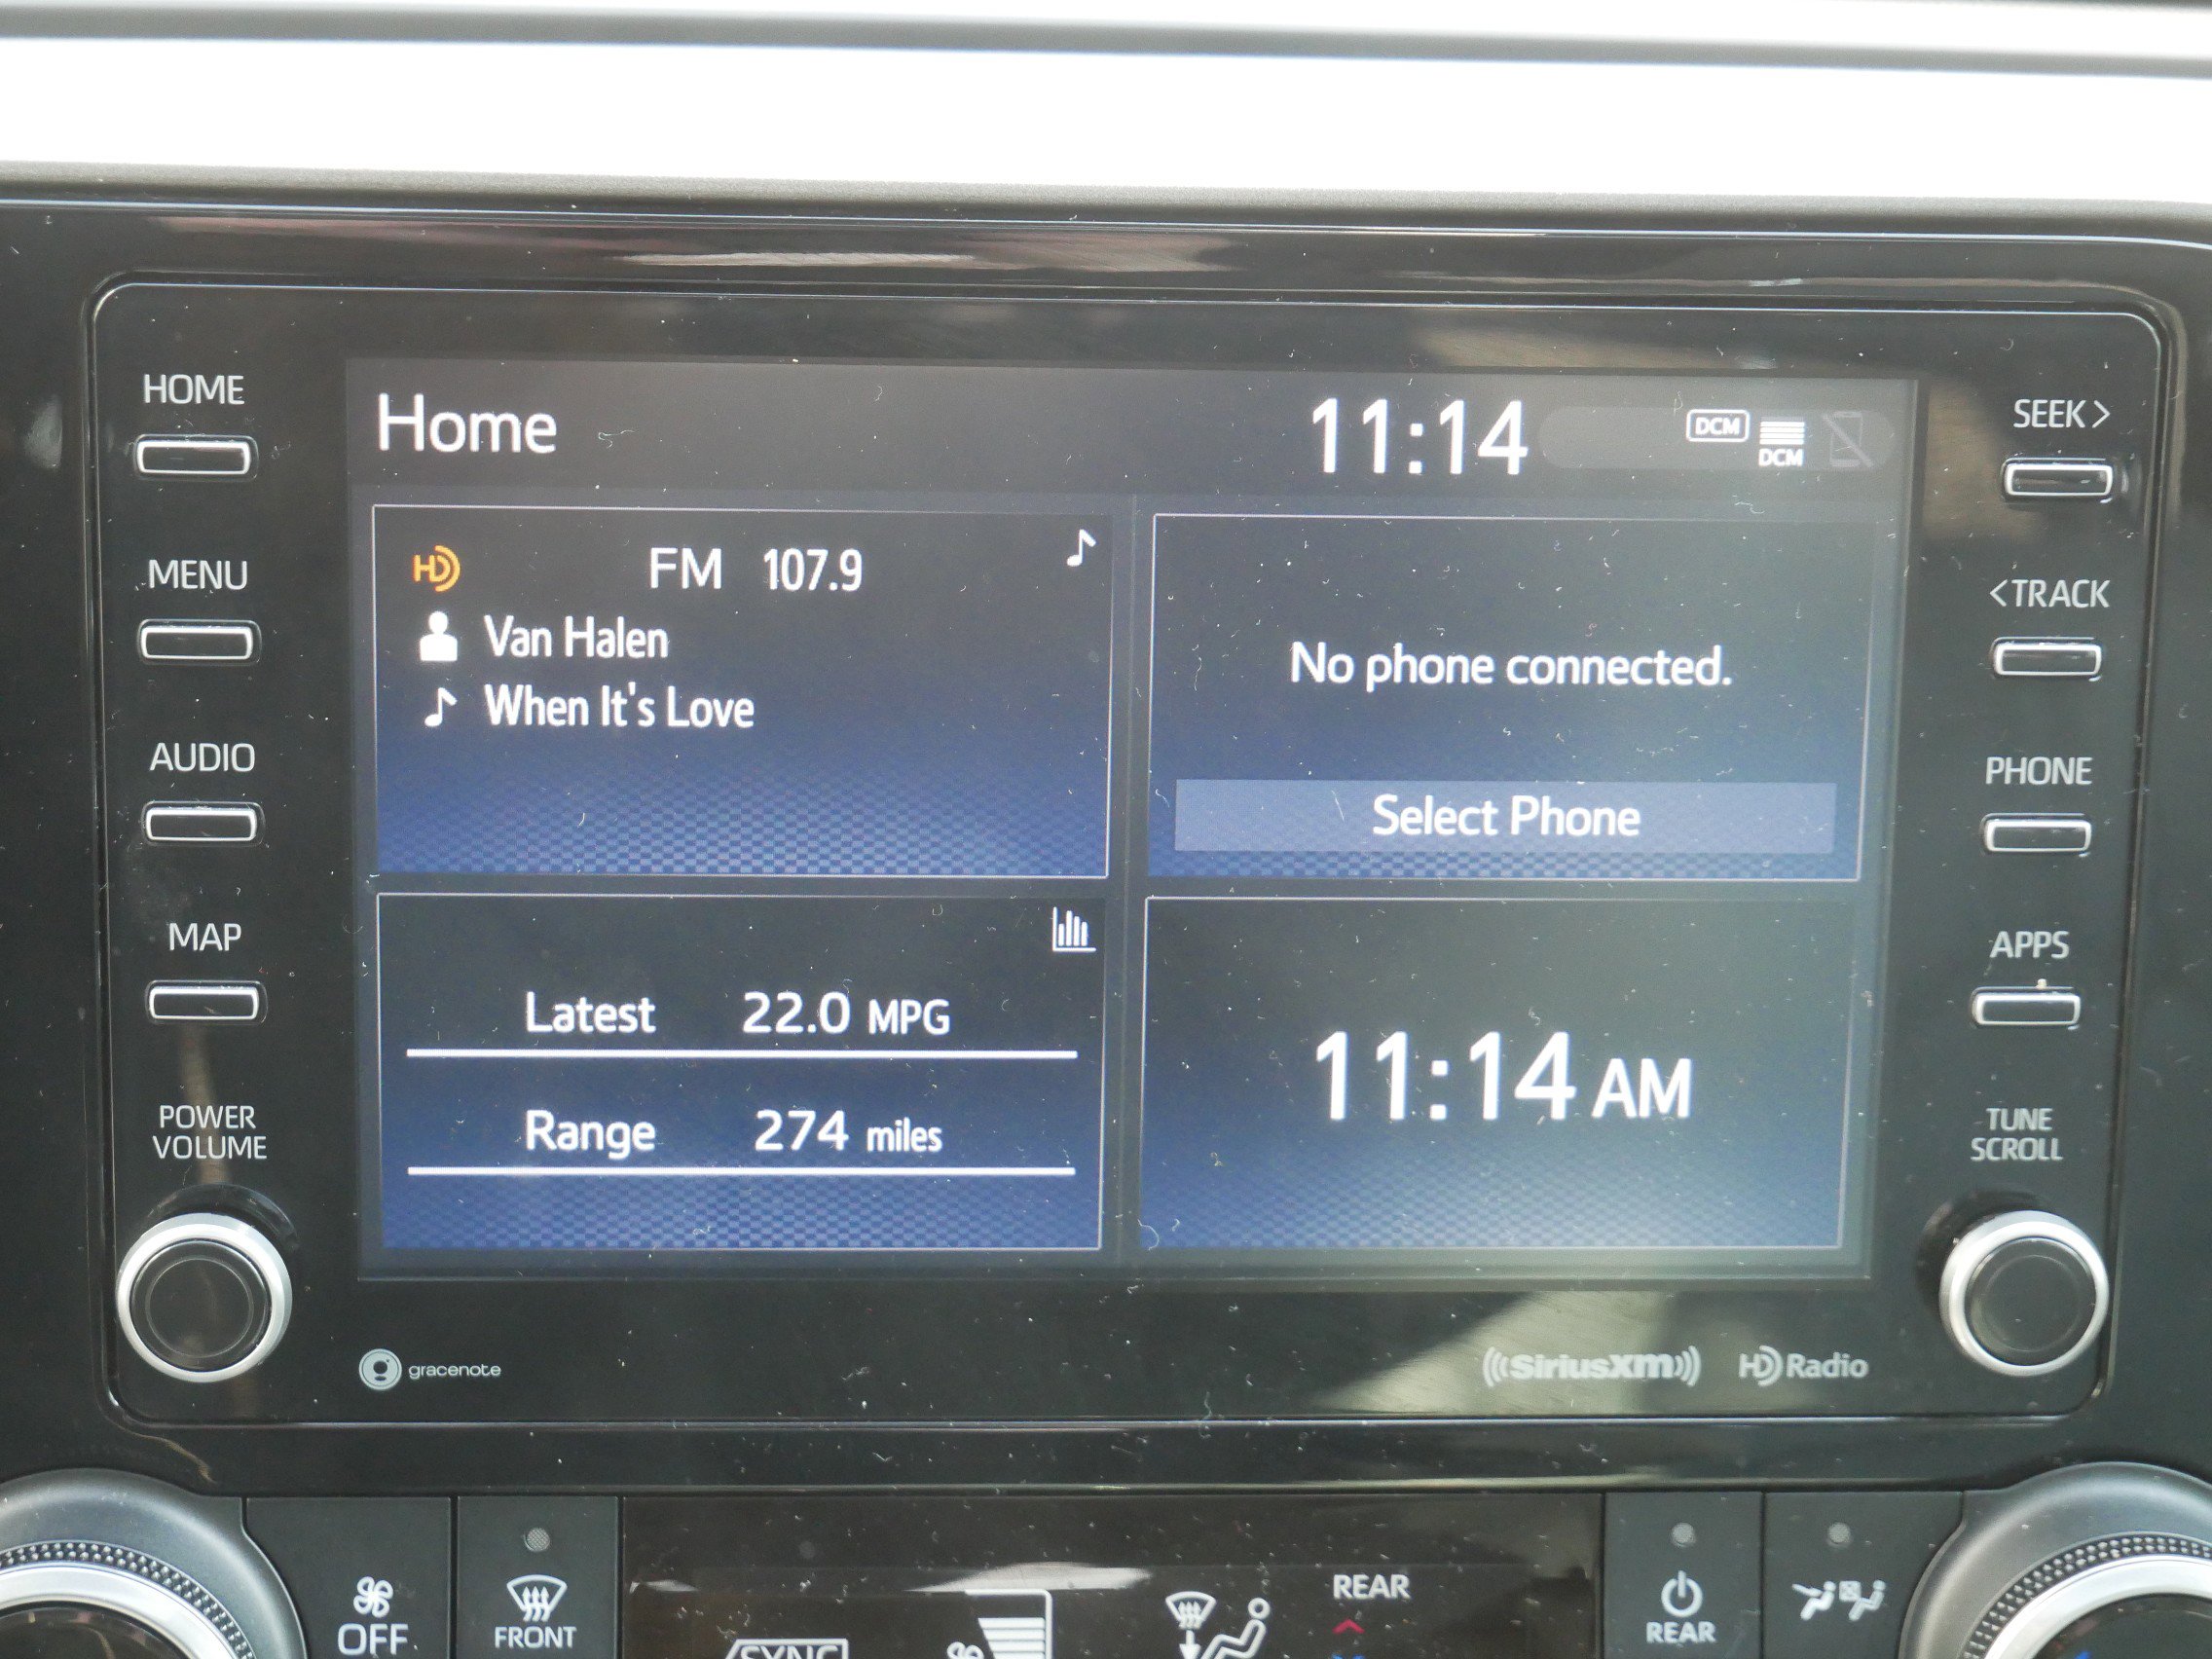 HOME
MENU
AUDIO
MAP
POWER
VOLUME
Home
11:14
DCM
DCM
HD
FM 107.9
Van Halen
When It's Love
No phone connected.
Select Phone
Latest 22.0 MPG
Range 274 miles
11:14 AM
SEEK>
<TRACK
PHONE
APPS
TUNE
SCROLL
gracenote
((SiriusXM))
HD Radio
OFF
FRONT
SYNC
REAR
REAR